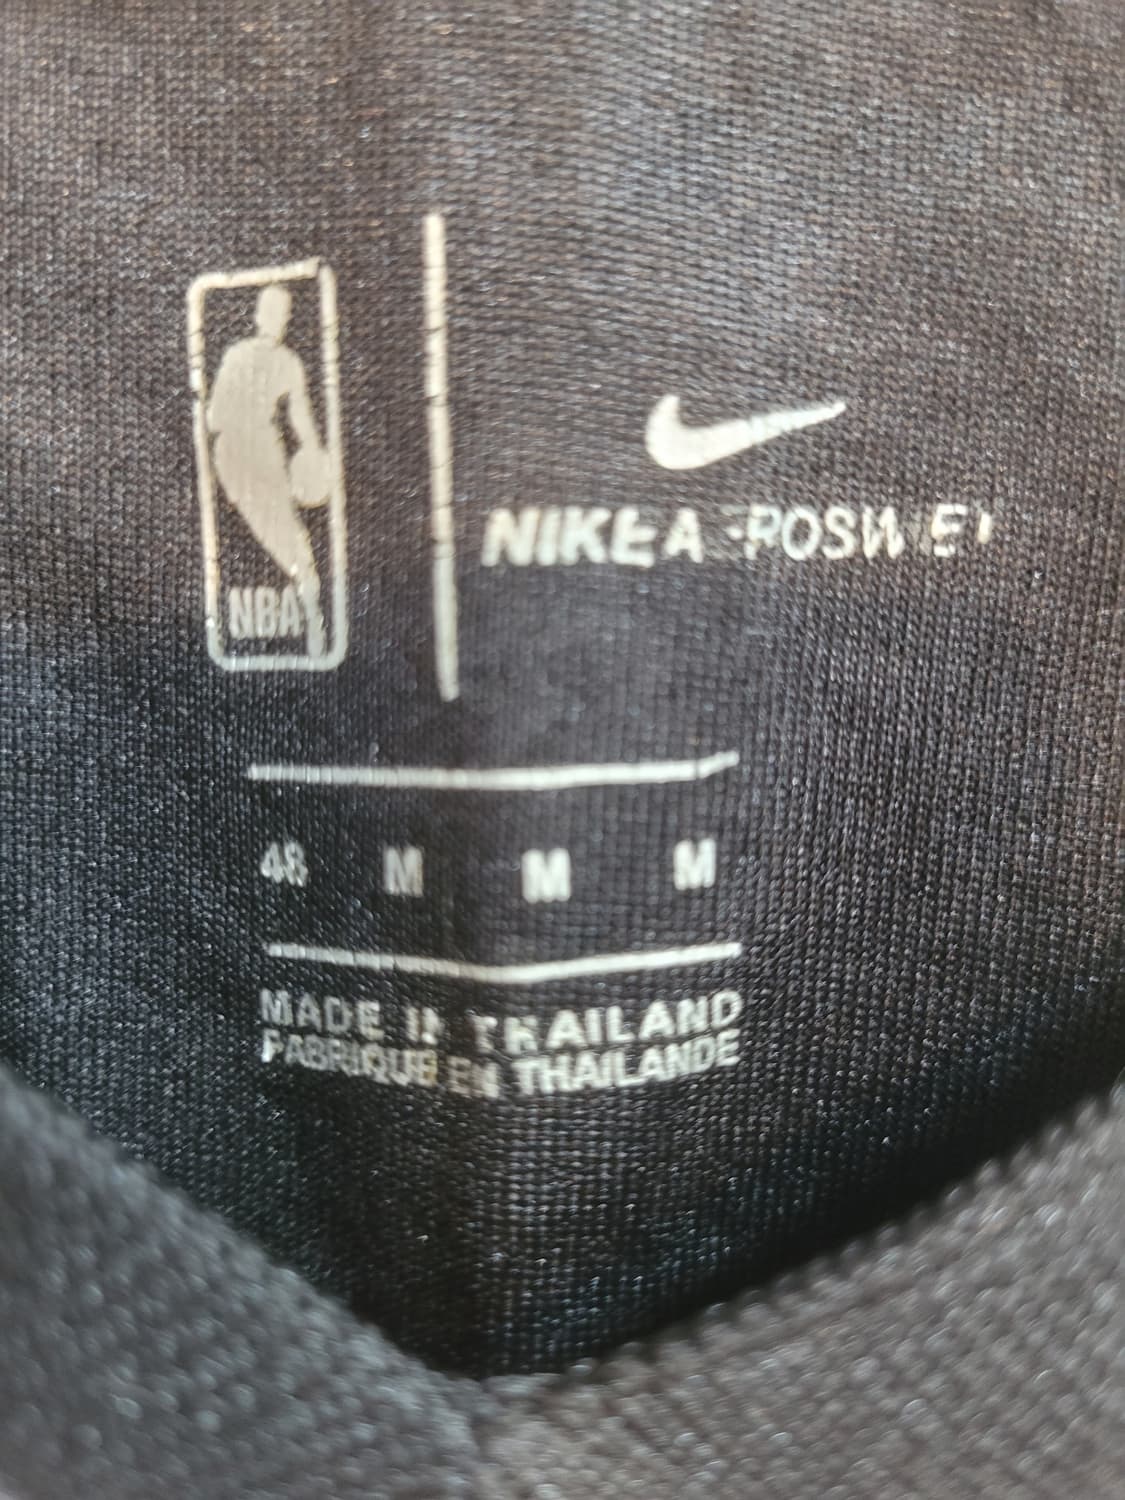 NBA
NIKE AEROSWIFT
48 M M M
MADE IN THAILAND
FABRIQUE EN THAILANDE